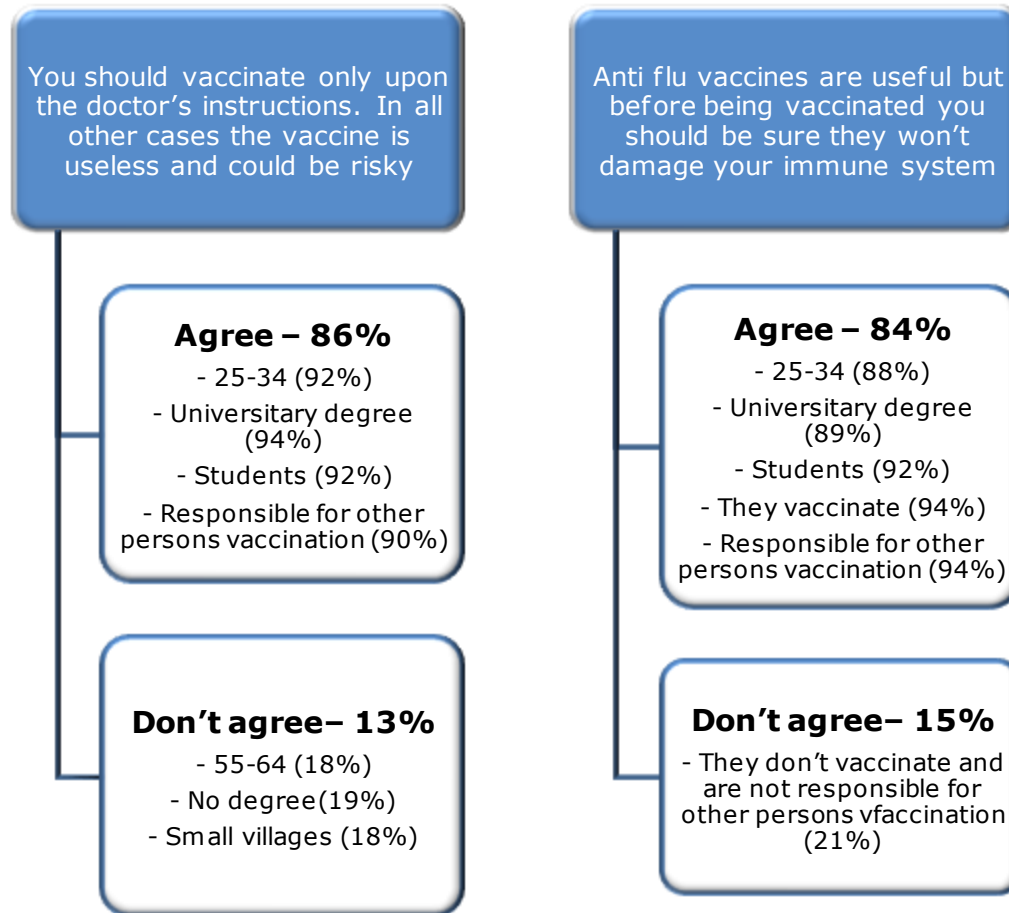 You should vaccinate only upon
the doctor's instructions. In all
other cases the vaccine is
useless and could be risky
Agree – 86%
- 25-34 (92%)
- Universitary degree
(94%)
- Students (92%)
- Responsible for other
persons vaccination (90%)
Don't agree– 13%
- 55-64 (18%)
- No degree(19%)
- Small villages (18%)
Anti flu vaccines are useful but
before being vaccinated you
should be sure they won't
damage your immune system
Agree – 84%
- 25-34 (88%)
- Universitary degree
(89%)
- Students (92%)
- They vaccinate (94%)
- Responsible for other
persons vaccination (94%)
Don't agree– 15%
- They don't vaccinate and
are not responsible for
other persons vfaccination
(21%)